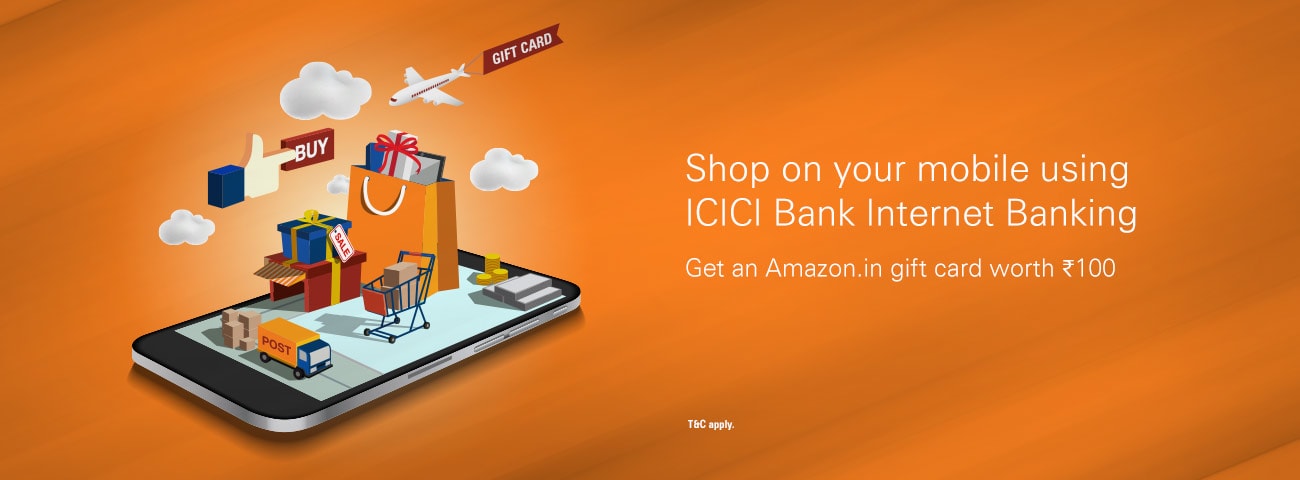 GIFT CARD
BUY
SALE
POST
Shop on your mobile using
ICICI Bank Internet Banking
Get an Amazon.in gift card worth ₹100
T&C apply.